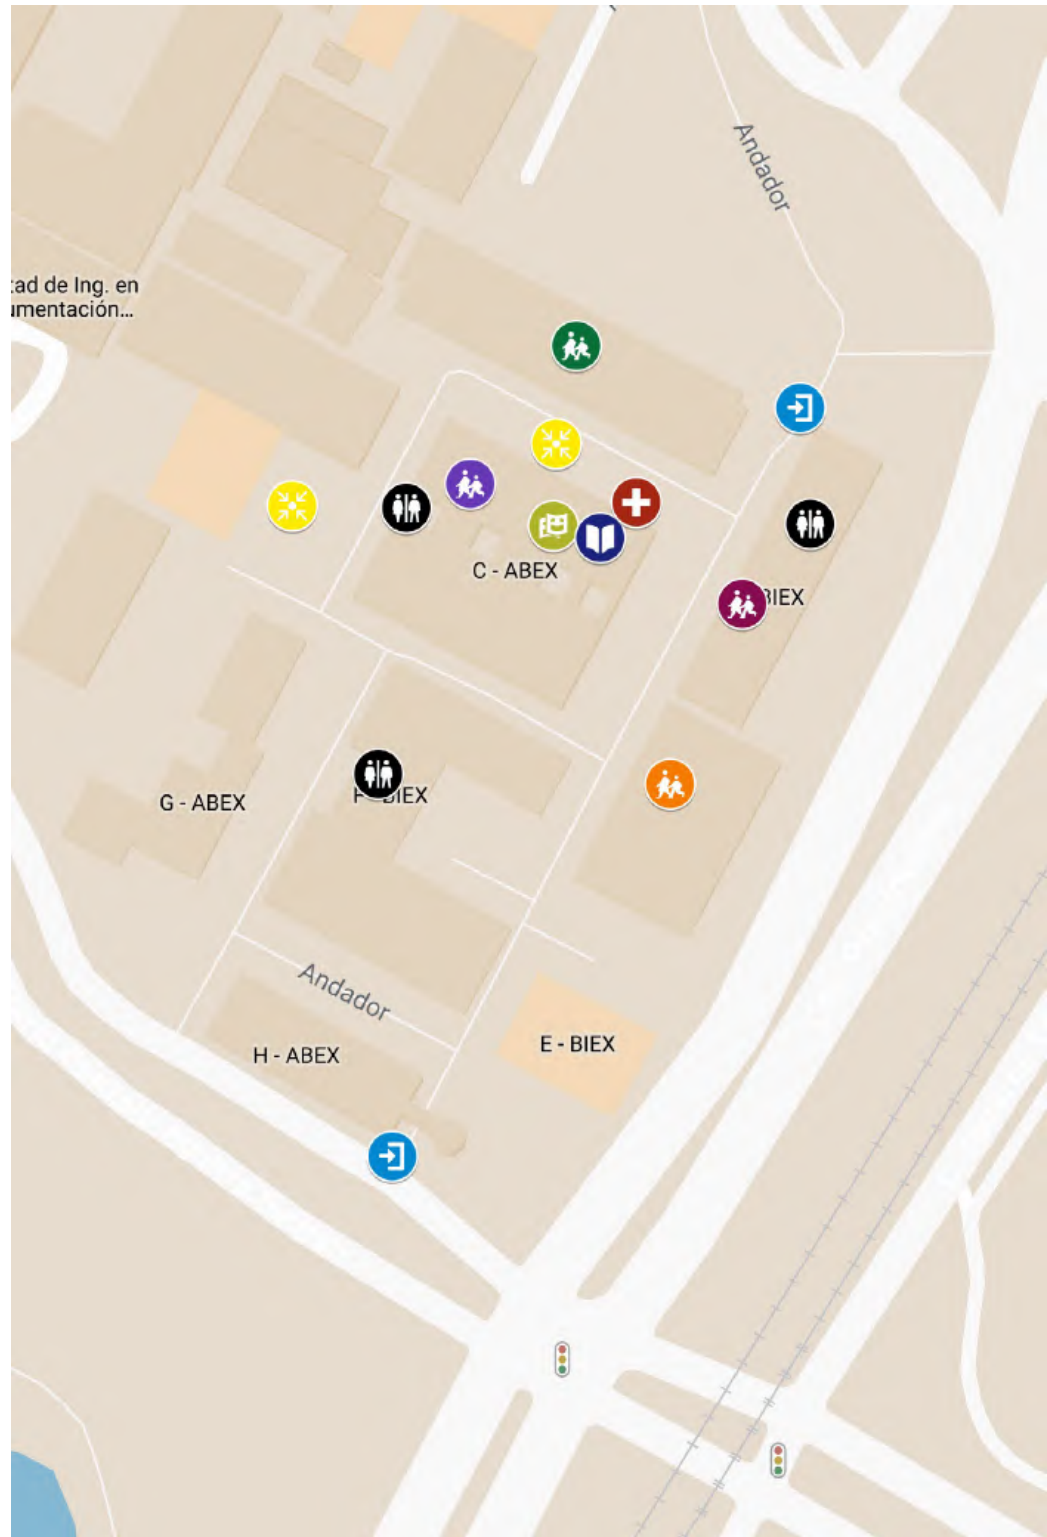 Andador
tad de Ing. en
umentación...
C - ABEX
BIEX
BIEX
G - ABEX
Andador
H - ABEX
E - BIEX